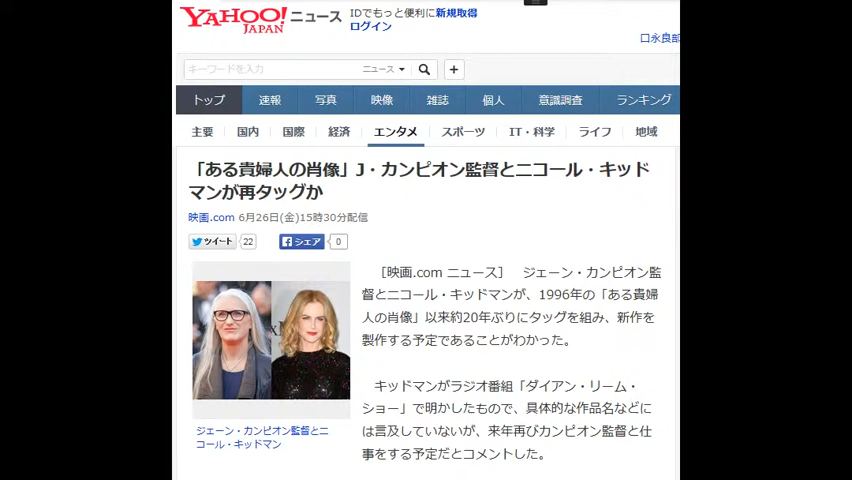 YAHOO! ニュース
JAPAN
IDでもっと便利に新規取得
ログイン
口永良部
キーワードを入力 ニュース
トップ 速報 写真 映像 雑誌 個人 意識調査 ランキング
主要 国内 国際 経済 エンタメ スポーツ IT・科学 ライフ 地域
「ある貴婦人の肖像」J・カンピオン監督とニコール・キッド
マンが再タッグか
映画.com 6月26日(金)15時30分配信
ツイート 22 シェア 0
［映画.com ニュース］ ジェーン・カンピオン監
督とニコール・キッドマンが、1996年の「ある貴婦
人の肖像」以来約20年ぶりにタッグを組み、新作を
製作する予定であることがわかった。
キッドマンがラジオ番組「ダイアン・リーム・
ショー」で明かしたもので、具体的な作品名などに
は言及していないが、来年再びカンピオン監督と仕
事をする予定だとコメントした。
ジェーン・カンピオン監督とニ
コール・キッドマン